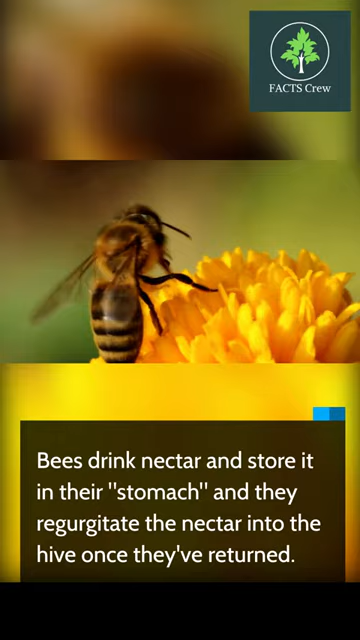 FACTS Crew
Bees drink nectar and store it
in their "stomach" and they
regurgitate the nectar into the
hive once they've returned.